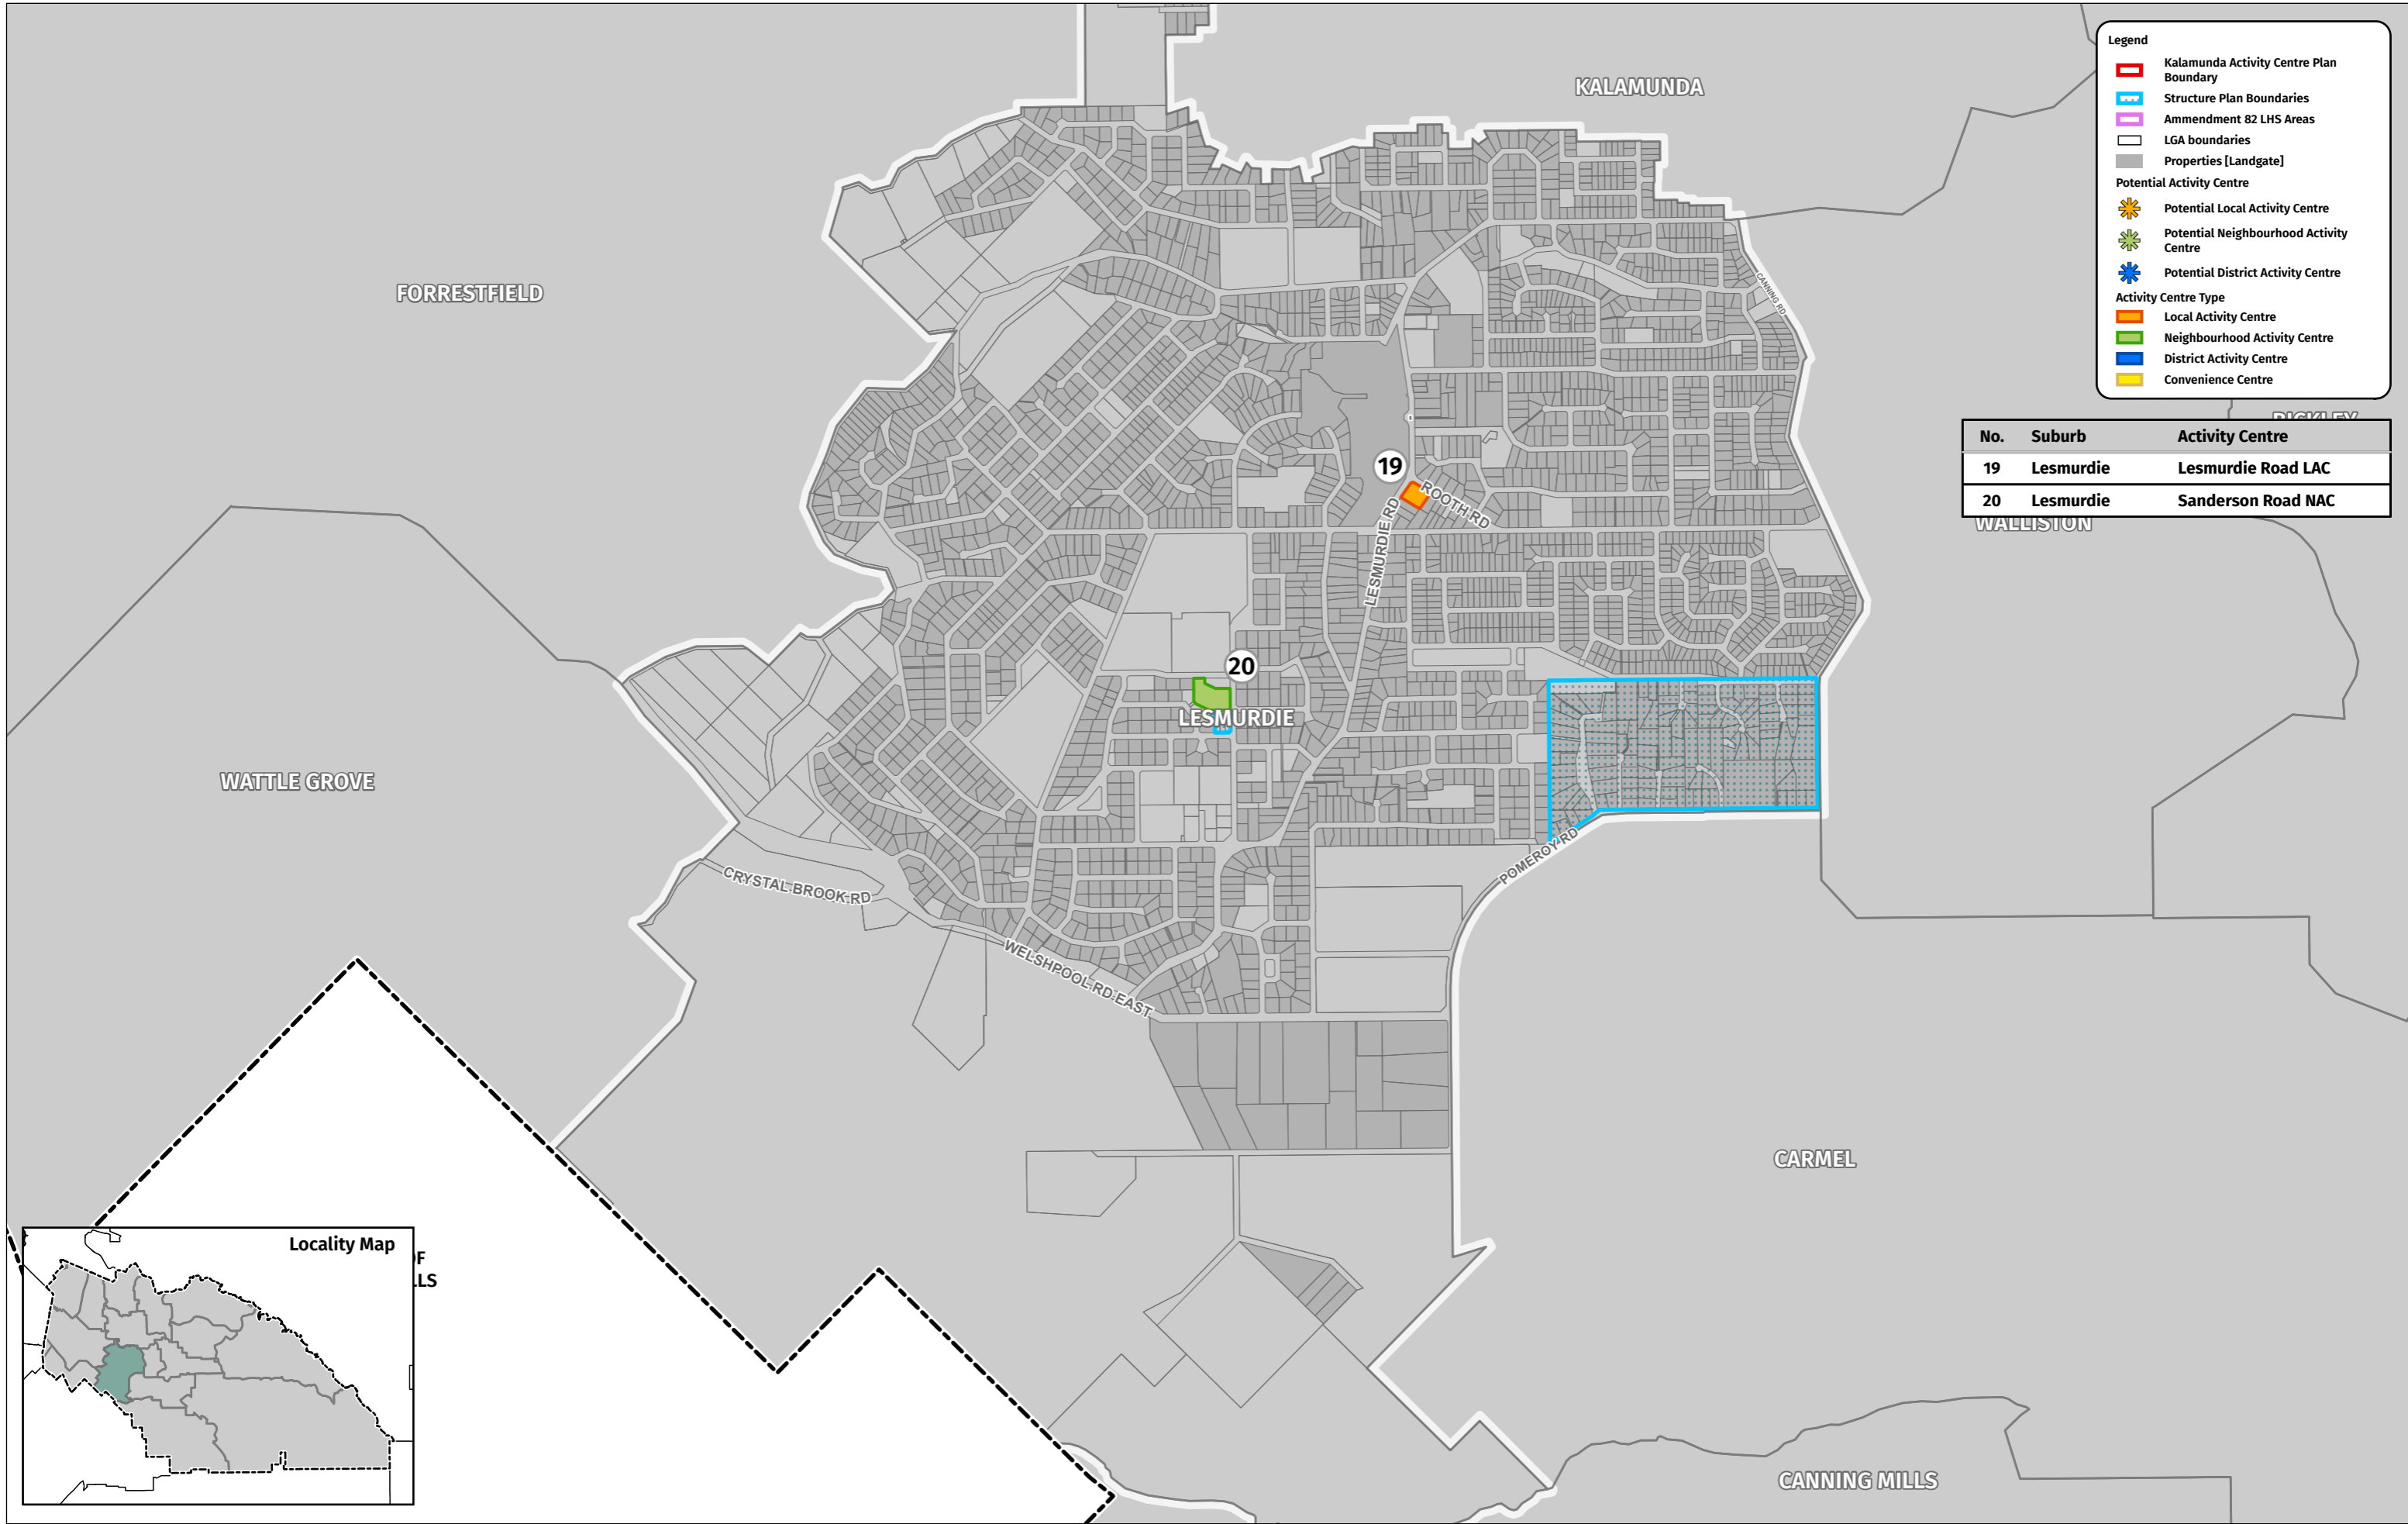 KALAMUNDA
FORRESTFIELD
CANNING RD
Legend
Kalamunda Activity Centre Plan
Boundary
Structure Plan Boundaries
Ammendment 82 LHS Areas
LGA boundaries
Properties [Landgate]
Potential Activity Centre
Potential Local Activity Centre
Potential Neighbourhood Activity
Centre
Potential District Activity Centre
Activity Centre Type
Local Activity Centre
Neighbourhood Activity Centre
District Activity Centre
Convenience Centre
No. Suburb Activity Centre
19 Lesmurdie Lesmurdie Road LAC
20 Lesmurdie Sanderson Road NAC
WALLISTON
19
ROOTH RD
LESMURDIE RD
20
LESMURDIE
WATTLE GROVE
CRYSTAL BROOK RD
POMEROY RD
WELSHPOOL RD EAST
CARMEL
CANNING MILLS
Locality Map